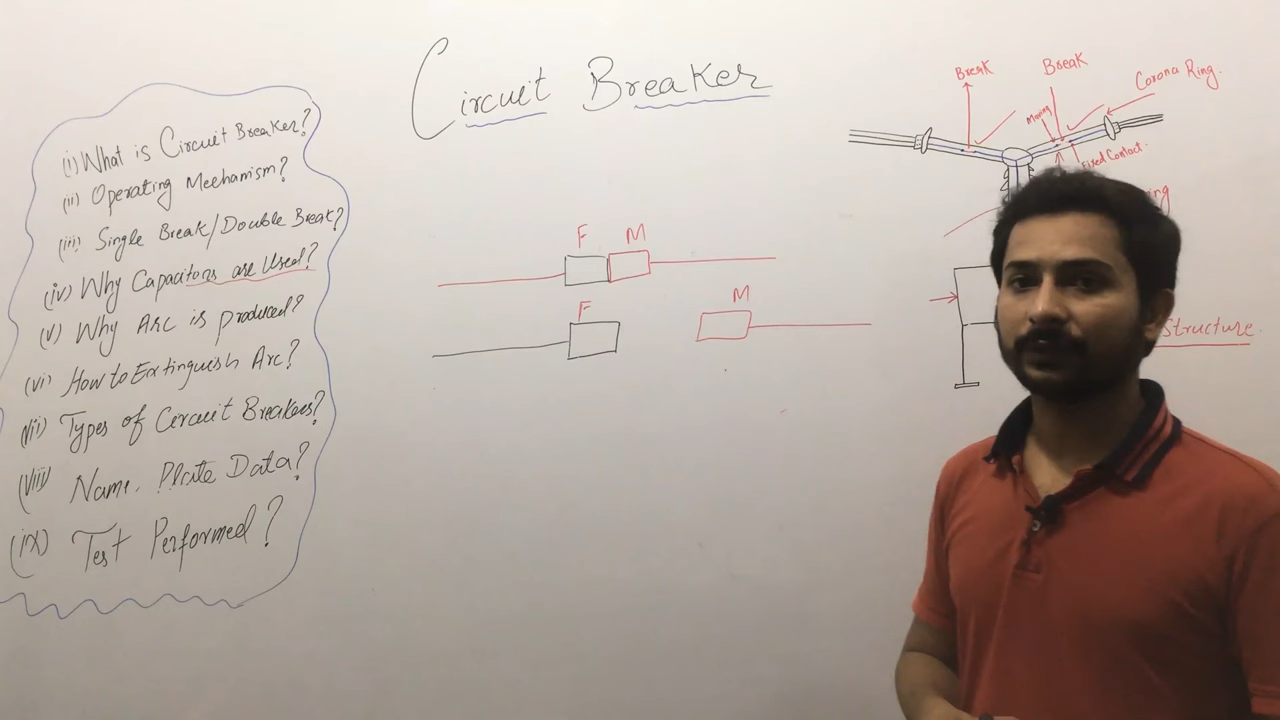 Circuit Breaker
(i) What is Circuit Breaker?
(ii) Operating Mechanism?
(iii) Single Break/Double Break?
(iv) Why Capacitors are Used?
(v) Why Arc is produced?
(vi) How to Extinguish Arc?
(vii) Types of Circuit Breakers?
(viii) Name Plate Data?
(ix) Test Performed?
F M
F M
Break Break Corona Ring.
Moving
Fixed Contact.
Structure.